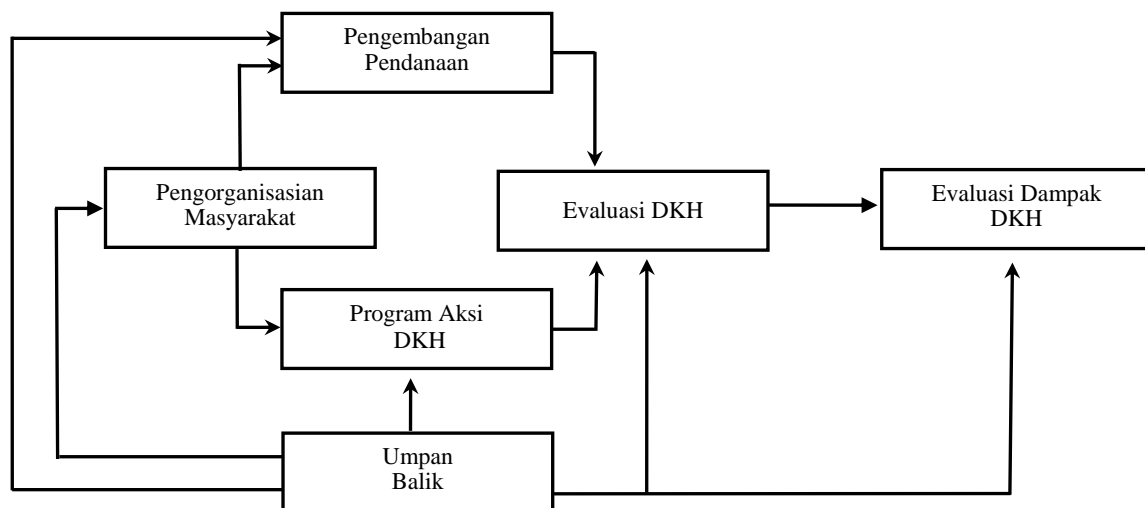 Pengembangan
Pendanaan
Pengorganisasian
Masyarakat
Evaluasi DKH
Evaluasi Dampak
DKH
Program Aksi
DKH
Umpan
Balik